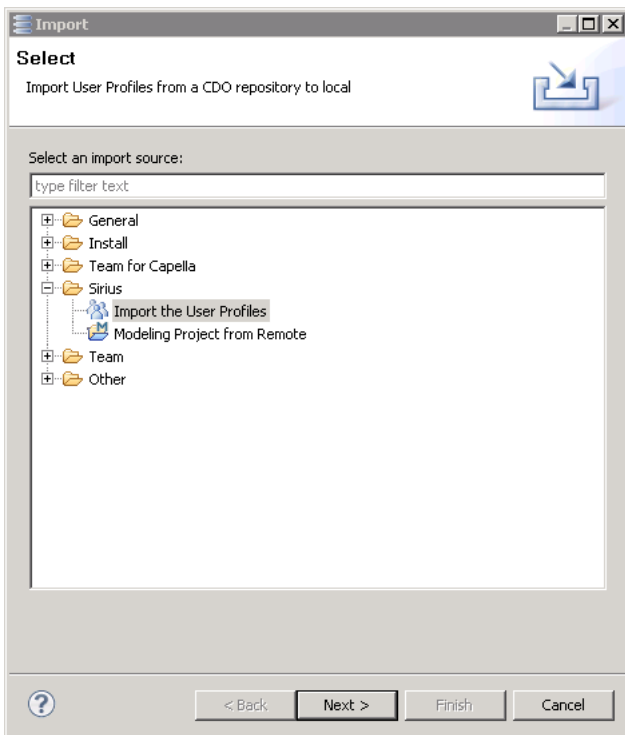 Import
Select
Import User Profiles from a CDO repository to local
Select an import source:
type filter text
General
Install
Team for Capella
Sirius
Import the User Profiles
Modeling Project from Remote
Team
Other
< Back
Next >
Finish
Cancel